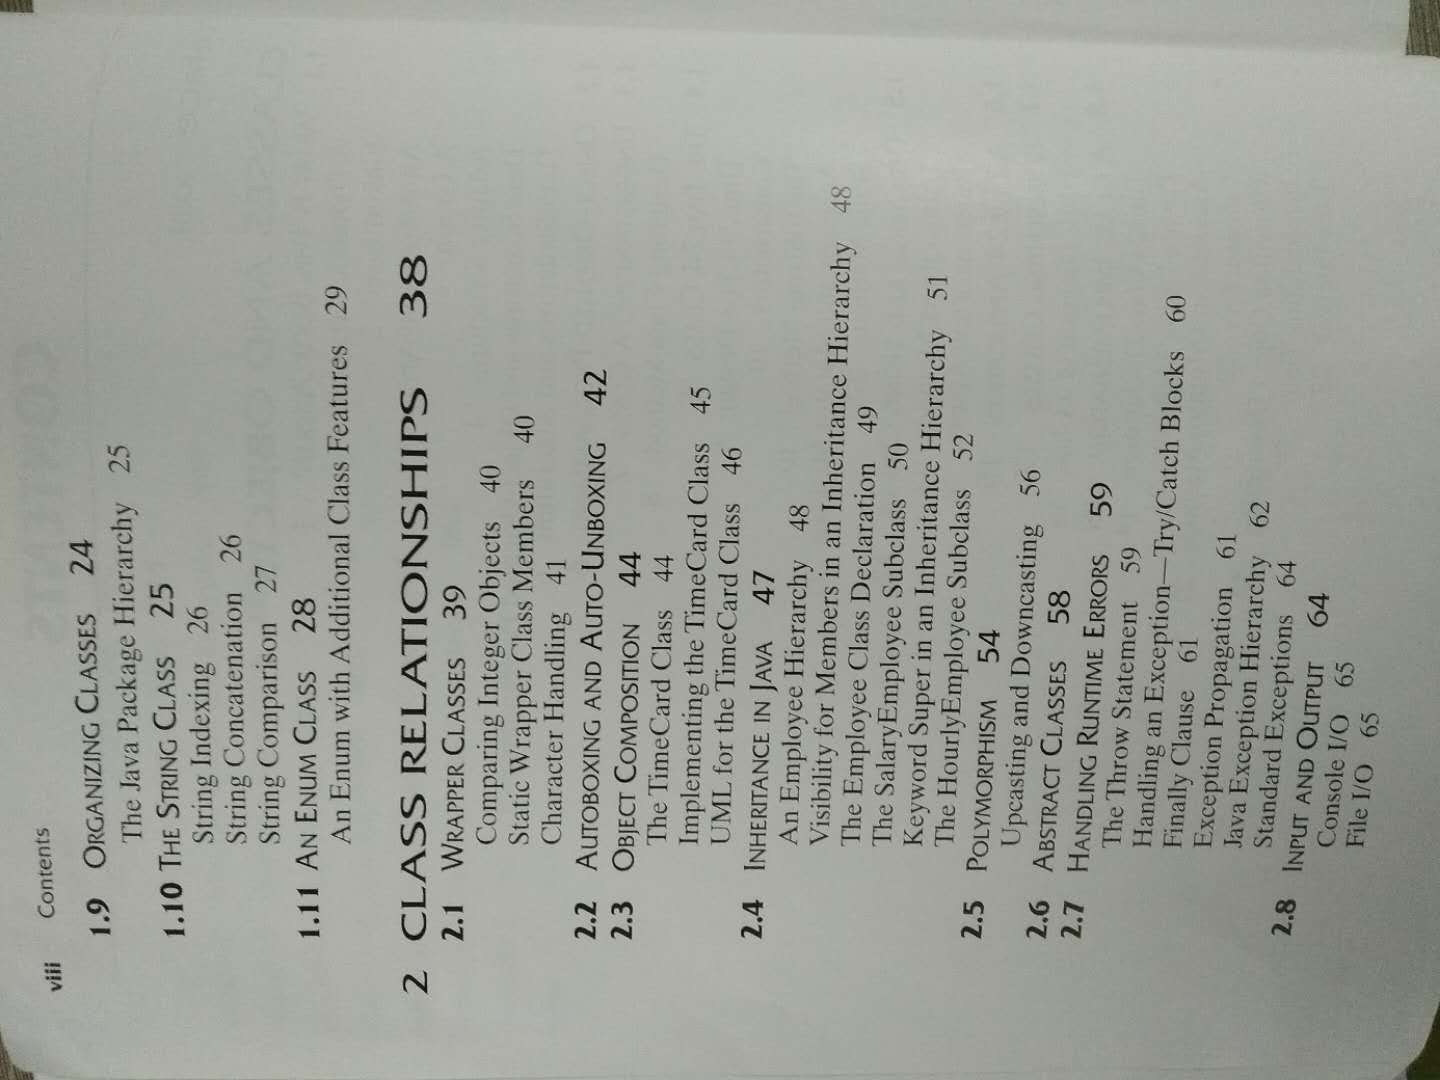 viii Contents
1.9 ORGANIZING CLASSES 24
The Java Package Hierarchy 25
1.10 THE STRING CLASS 25
String Indexing 26
String Concatenation 26
String Comparison 27
1.11 AN ENUM CLASS 28
An Enum with Additional Class Features 29
2 CLASS RELATIONSHIPS 38
2.1 WRAPPER CLASSES 39
Comparing Integer Objects 40
Static Wrapper Class Members 40
Character Handling 41
2.2 AUTOBOXING AND AUTO-UNBOXING 42
2.3 OBJECT COMPOSITION 44
The TimeCard Class 44
Implementing the TimeCard Class 45
UML for the TimeCard Class 46
2.4 INHERITANCE IN JAVA 47
An Employee Hierarchy 48
Visibility for Members in an Inheritance Hierarchy 48
The Employee Class Declaration 49
The SalaryEmployee Subclass 50
Keyword Super in an Inheritance Hierarchy 51
The HourlyEmployee Subclass 52
2.5 POLYMORPHISM 54
Upcasting and Downcasting 56
2.6 ABSTRACT CLASSES 58
2.7 HANDLING RUNTIME ERRORS 59
The Throw Statement 59
Handling an Exception—Try/Catch Blocks 60
Finally Clause 61
Exception Propagation 61
Java Exception Hierarchy 62
Standard Exceptions 64
2.8 INPUT AND OUTPUT 64
Console I/O 65
File I/O 65